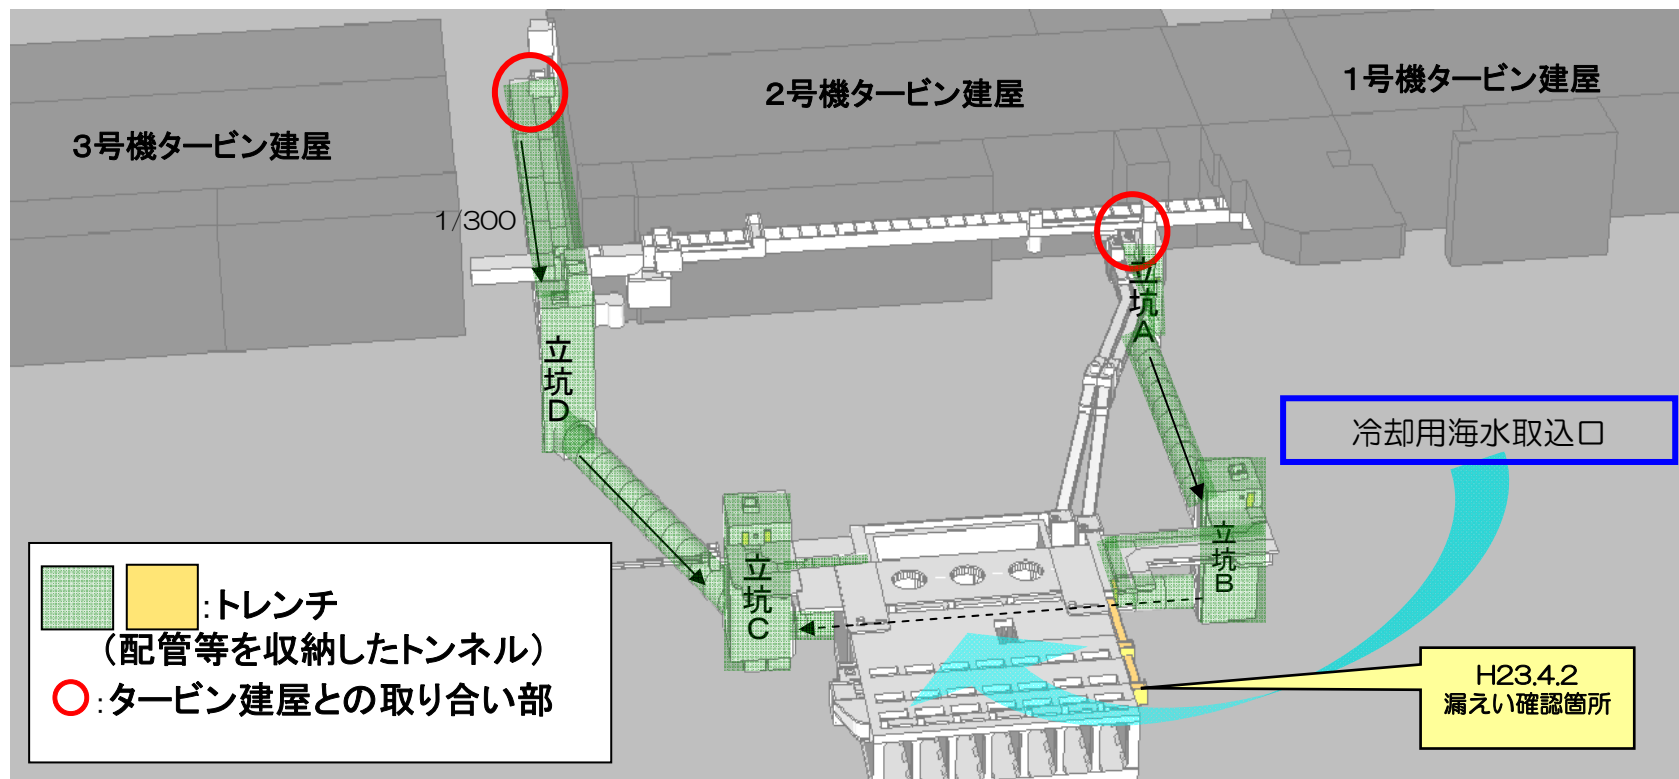 1号機タービン建屋
2号機タービン建屋
3号機タービン建屋
1/300
立坑A
立坑D
冷却用海水取込口
立坑B
立坑C
:トレンチ
（配管等を収納したトンネル）
:タービン建屋との取り合い部
H23.4.2
漏えい確認箇所